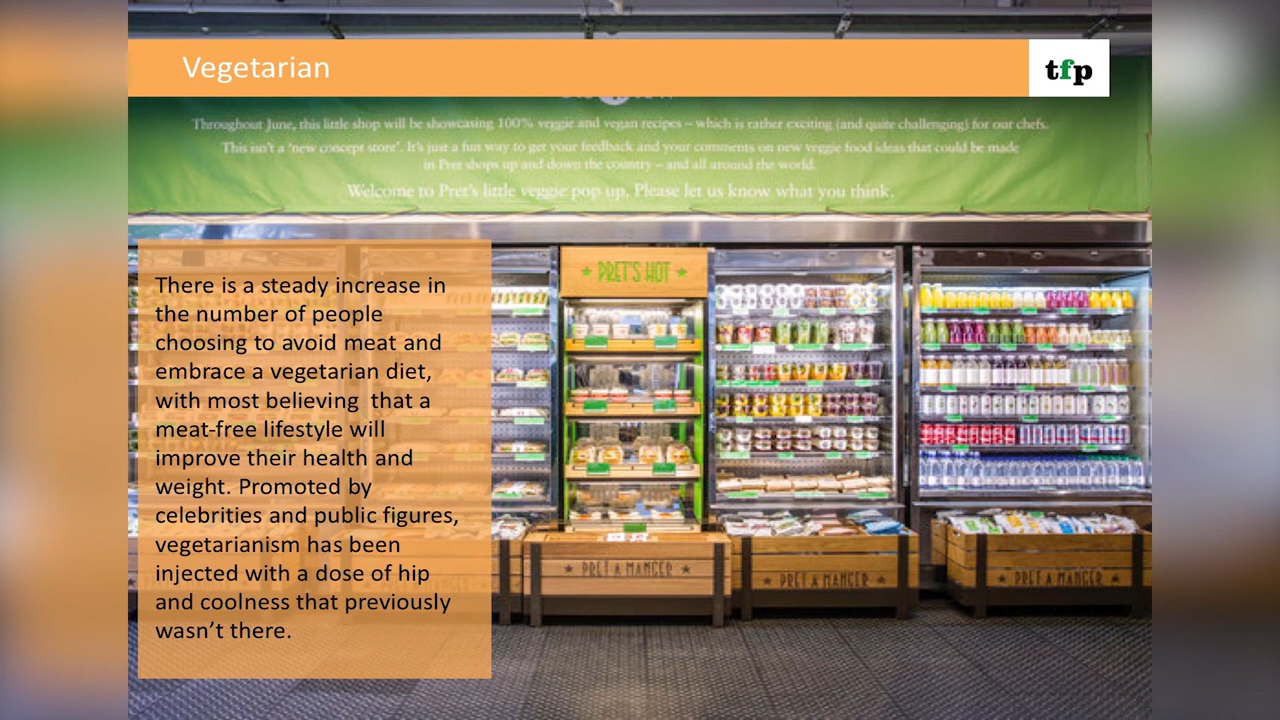 Vegetarian
tfp
Throughout June, this little shop will be showcasing 100% veggie and vegan recipes – which is rather exciting (and quite challenging) for our chefs.
This isn't a 'new concept store'. It's just a fun way to get your feedback and your comments on new veggie food ideas that could be made
in Pret shops up and down the country – and all around the world.
Welcome to Pret's little veggie pop up. Please let us know what you think.
PRET'S HOT
There is a steady increase in
the number of people
choosing to avoid meat and
embrace a vegetarian diet,
with most believing  that a
meat-free lifestyle will
improve their health and
weight. Promoted by
celebrities and public figures,
vegetarianism has been
injected with a dose of hip
and coolness that previously
wasn't there.
PRET A MANGER
PRET A MANGER
PRET A MANGER